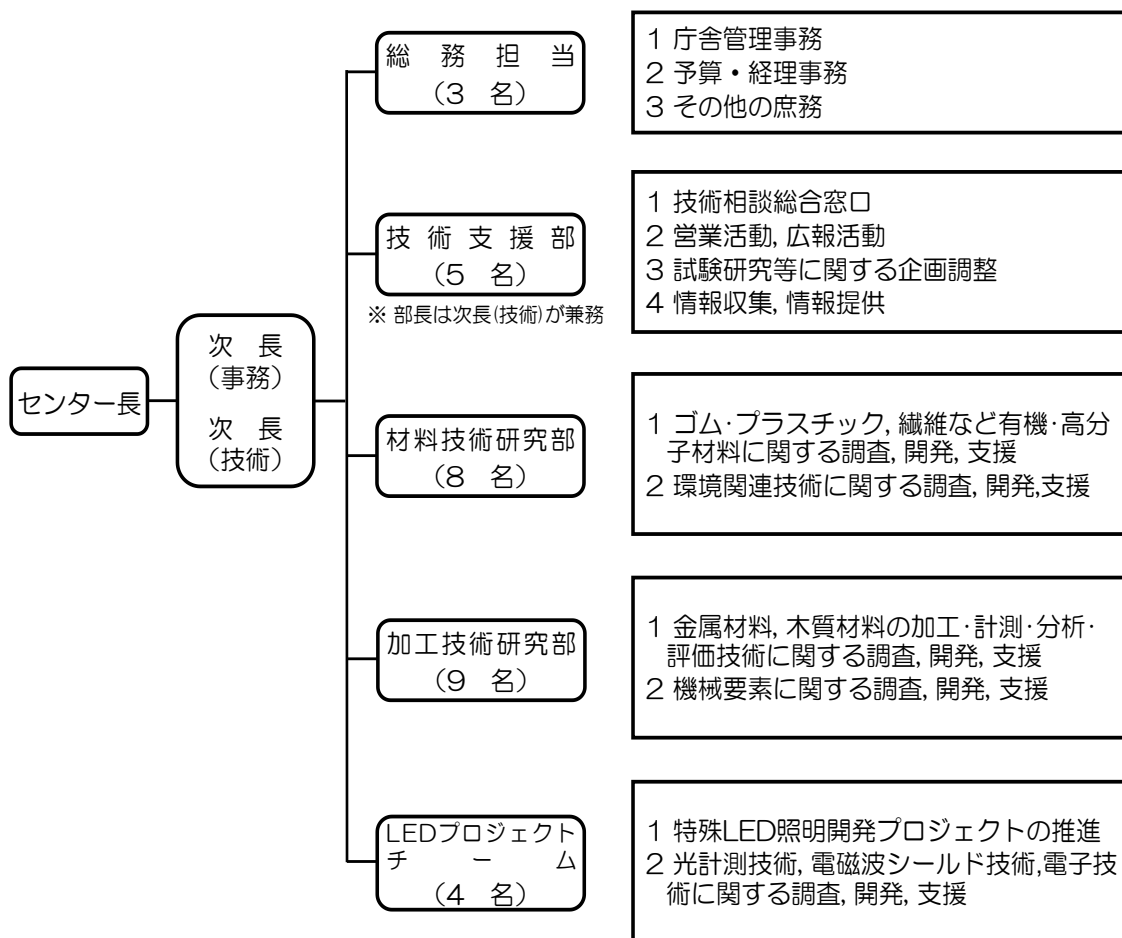 センター長
次 長
（事務）
次 長
（技術）
総 務 担 当
（3 名）
1 庁舎管理事務
2 予算・経理事務
3 その他の庶務
技 術 支 援 部
（5 名）
※ 部長は次長(技術)が兼務
1 技術相談総合窓口
2 営業活動, 広報活動
3 試験研究等に関する企画調整
4 情報収集, 情報提供
材料技術研究部
（8 名）
1 ゴム・プラスチック, 繊維など有機・高分
子材料に関する調査, 開発, 支援
2 環境関連技術に関する調査, 開発,支援
加工技術研究部
（9 名）
1 金属材料, 木質材料の加工・計測・分析・
評価技術に関する調査, 開発, 支援
2 機械要素に関する調査, 開発, 支援
LEDプロジェクト
チ ー ム
（4 名）
1 特殊LED照明開発プロジェクトの推進
2 光計測技術, 電磁波シールド技術,電子技
術に関する調査, 開発, 支援